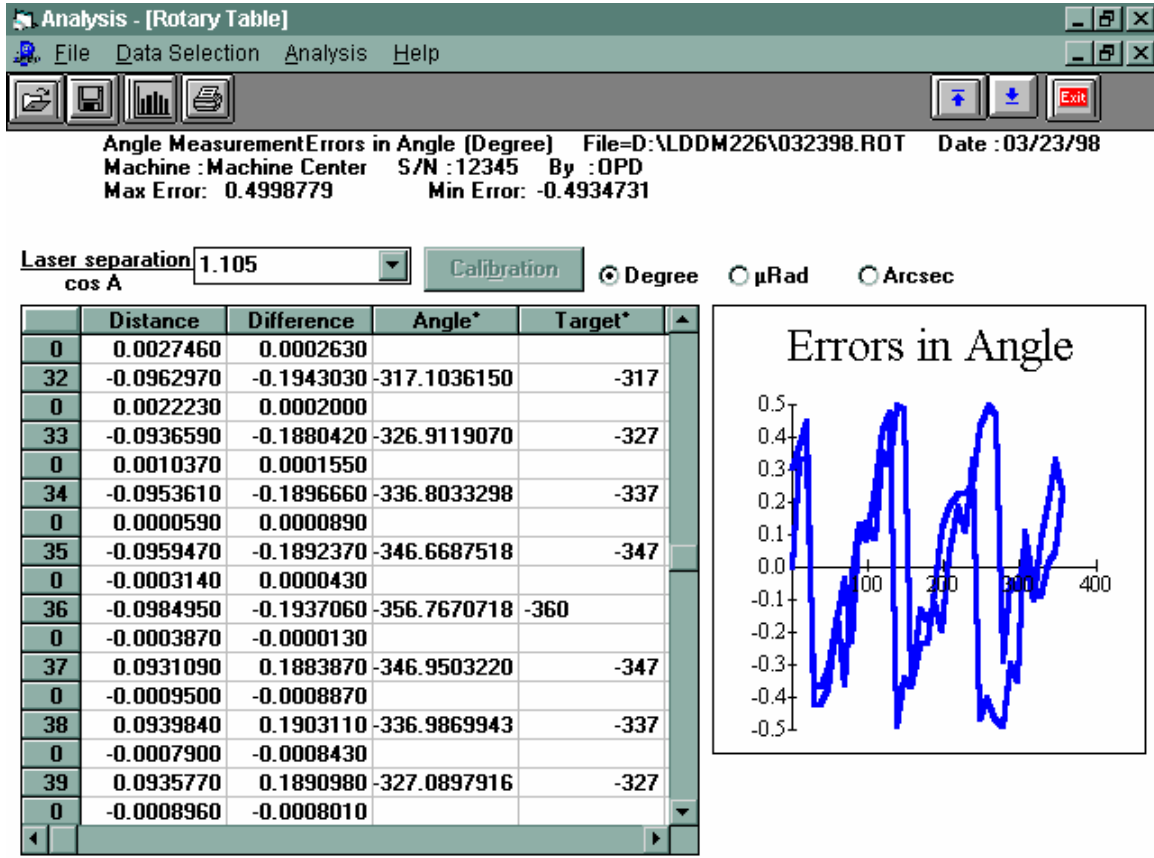 Analysis - [Rotary Table]
File Data Selection Analysis Help
Exit
Angle MeasurementErrors in Angle (Degree) File=D:\LDDM226\032398.ROT Date :03/23/98
Machine :Machine Center S/N :12345 By :OPD
Max Error: 0.4998779 Min Error: -0.4934731
Laser separation 1.105 Calibration Degree µRad Arcsec
cos A
Distance Difference Angle* Target*
0 0.0027460 0.0002630
32 -0.0962970 -0.1943030 -317.1036150 -317
0 0.0022230 0.0002000
33 -0.0936590 -0.1880420 -326.9119070 -327
0 0.0010370 0.0001550
34 -0.0953610 -0.1896660 -336.8033298 -337
0 0.0000590 0.0000890
35 -0.0959470 -0.1892370 -346.6687518 -347
0 -0.0003140 0.0000430
36 -0.0984950 -0.1937060 -356.7670718 -360
0 -0.0003870 -0.0000130
37 0.0931090 0.1883870 -346.9503220 -347
0 -0.0009500 -0.0008870
38 0.0939840 0.1903110 -336.9869943 -337
0 -0.0007900 -0.0008430
39 0.0935770 0.1890980 -327.0897916 -327
0 -0.0008960 -0.0008010
Errors in Angle
0.5
0.4
0.3
0.2
0.1
0.0
-0.1
-0.2
-0.3
-0.4
-0.5
100 200 300 400